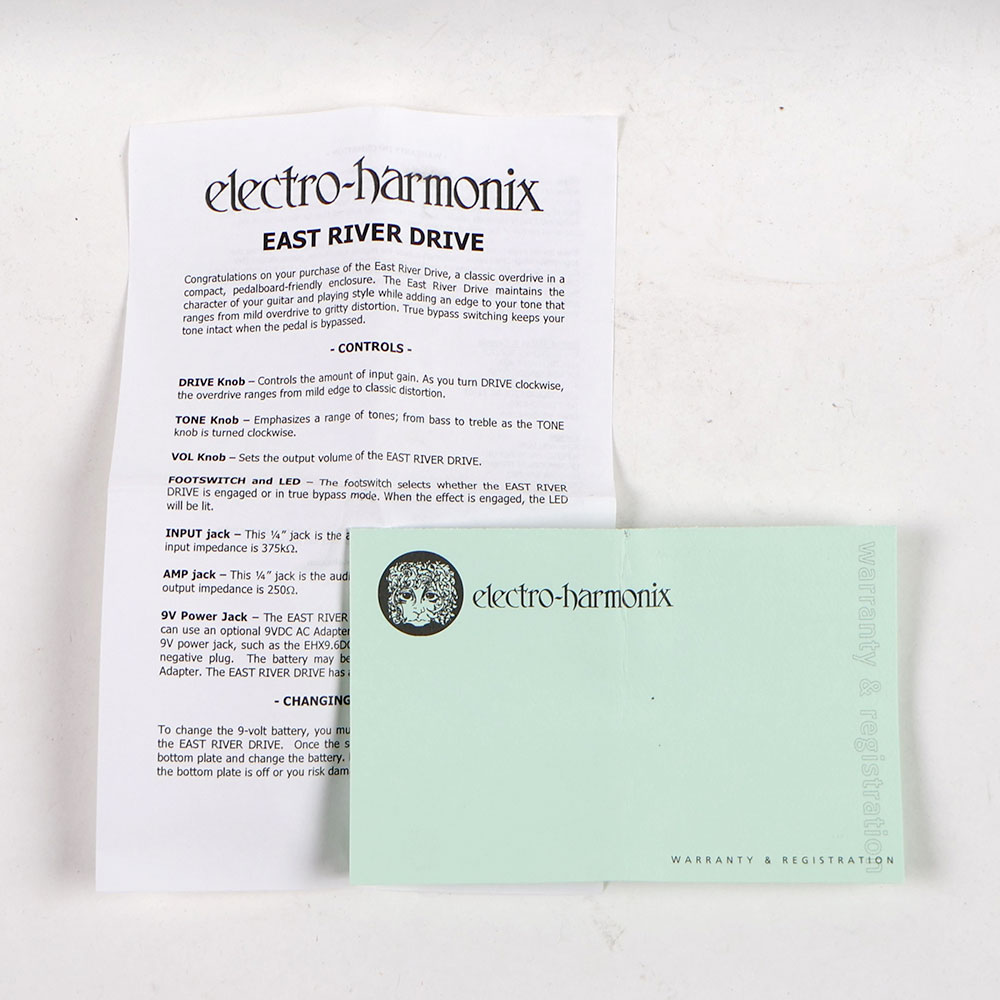 electro-harmonix
EAST RIVER DRIVE
Congratulations on your purchase of the East River Drive, a classic overdrive in a
compact, pedalboard-friendly enclosure. The East River Drive maintains the
character of your guitar and playing style while adding an edge to your tone that
ranges from mild overdrive to gritty distortion. True bypass switching keeps your
tone intact when the pedal is bypassed.
- CONTROLS -
DRIVE Knob – Controls the amount of input gain. As you turn DRIVE clockwise,
the overdrive ranges from mild edge to classic distortion.
TONE Knob – Emphasizes a range of tones; from bass to treble as the TONE
knob is turned clockwise.
VOL Knob – Sets the output volume of the EAST RIVER DRIVE.
FOOTSWITCH and LED – The footswitch selects whether the EAST RIVER
DRIVE is engaged or in true bypass mode. When the effect is engaged, the LED
will be lit.
INPUT jack – This ¼" jack is the
input impedance is 375kΩ.
AMP jack – This ¼" jack is the
output impedance is 250Ω.
9V Power Jack – The EAST RIVER
can use an optional 9VDC AC Adapter
9V power jack, such as the
negative plug. The battery may be
Adapter. The EAST RIVER DRIVE has
- CHANGING
To change the 9-volt battery, you
the EAST RIVER DRIVE. Once the
bottom plate and change the battery.
the bottom plate is off or you risk
electro-harmonix
warranty & registration
WARRANTY & REGISTRATION